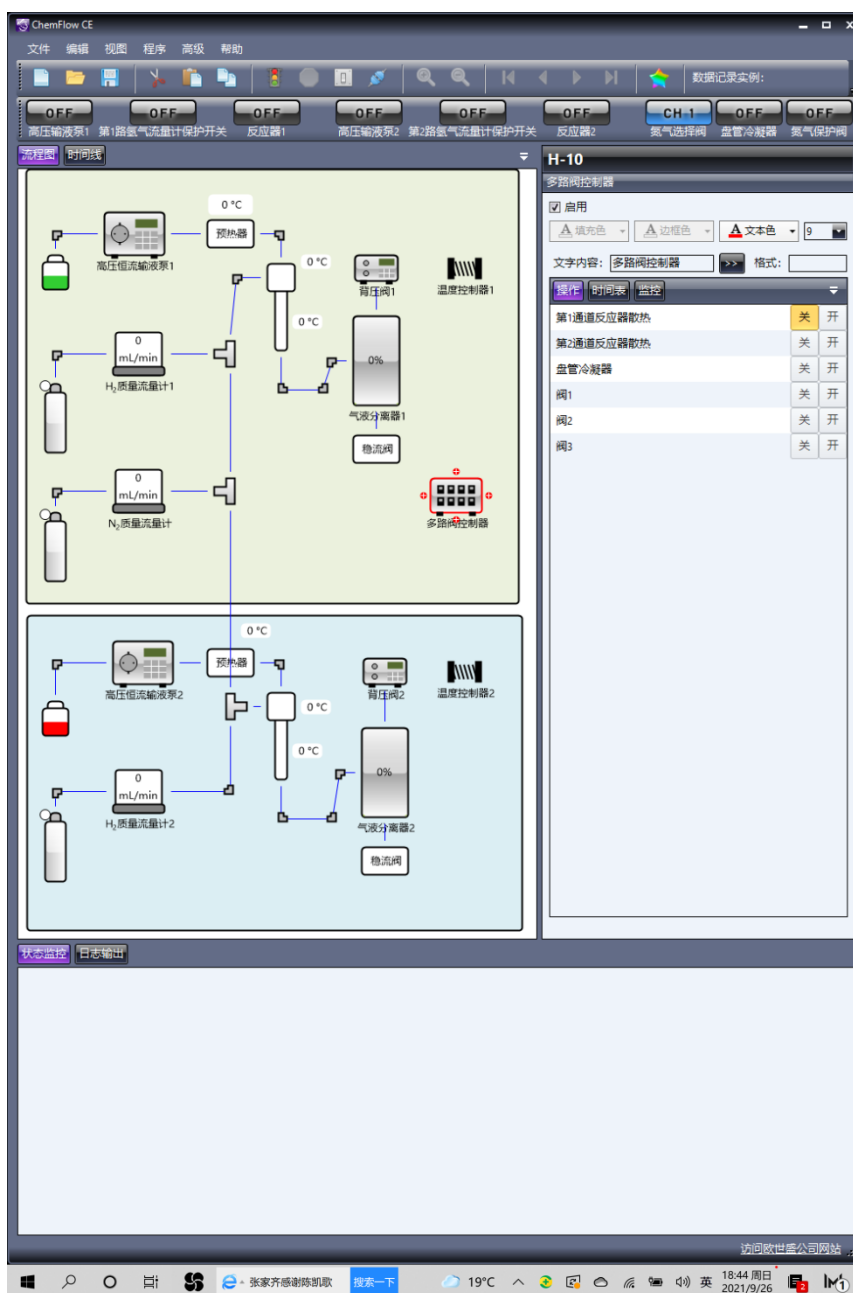 ChemFlow CE
文件 编辑 视图 程序 高级 帮助
数据记录实例:
OFF OFF OFF OFF OFF OFF CH-1 OFF OFF
高压输液泵1 第1路氢气流量计保护开关 反应器1 高压输液泵2 第2路氢气流量计保护开关 反应器2 氮气选择阀 盘管冷凝器 氮气保护阀
流程图 时间线
H-10
多路阀控制器
启用
A 填充色 A 边框色 A 文本色 9
文字内容: 多路阀控制器 >> 格式:
操作 时间表 监控
第1通道反应器散热 关 开
第2通道反应器散热 关 开
盘管冷凝器 关 开
阀1 关 开
阀2 关 开
阀3 关 开
0 °C
预热器
高压恒流输液泵1
0 °C
背压阀1
温度控制器1
0 °C
0
mL/min
H₂质量流量计1
0%
气液分离器1
稳流阀
0
mL/min
N₂质量流量计
多路阀控制器
0 °C
预热器
高压恒流输液泵2
0 °C
背压阀2
温度控制器2
0 °C
0
mL/min
H₂质量流量计2
0%
气液分离器2
稳流阀
状态监控 日志输出
访问欧世盛公司网站
张家齐感谢陈凯歌 搜索一下 19°C 英 18:44 周日
2021/9/26 2 1